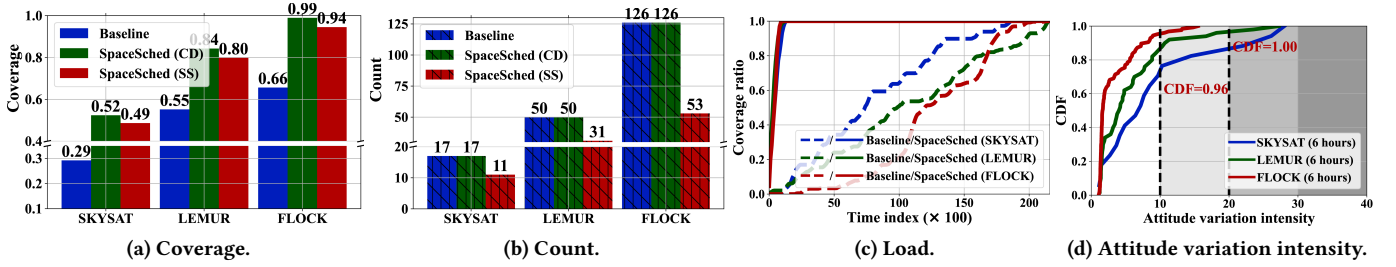 Coverage
1.0
0.8
0.6
0.4
0.3
0.2
0.1
Baseline
SpaceSched (CD)
SpaceSched (SS)
0.29
0.52
0.49
0.55
0.84
0.80
0.66
0.99
0.94
SKYSAT
LEMUR
FLOCK
(a) Coverage.
Count
125
100
75
50
20
10
0
Baseline
SpaceSched (CD)
SpaceSched (SS)
17
17
11
50
50
31
126
126
53
SKYSAT
LEMUR
FLOCK
(b) Count.
Coverage ratio
1.0
0.8
0.6
0.4
0.2
0.0
/ Baseline/SpaceSched (SKYSAT)
/ Baseline/SpaceSched (LEMUR)
/ Baseline/SpaceSched (FLOCK)
0
50
100
150
200
Time index (× 100)
(c) Load.
CDF
1.0
0.8
0.6
0.4
0.2
0.0
CDF=1.00
CDF=0.96
SKYSAT (6 hours)
LEMUR (6 hours)
FLOCK (6 hours)
0
10
20
30
40
Attitude variation intensity
(d) Attitude variation intensity.